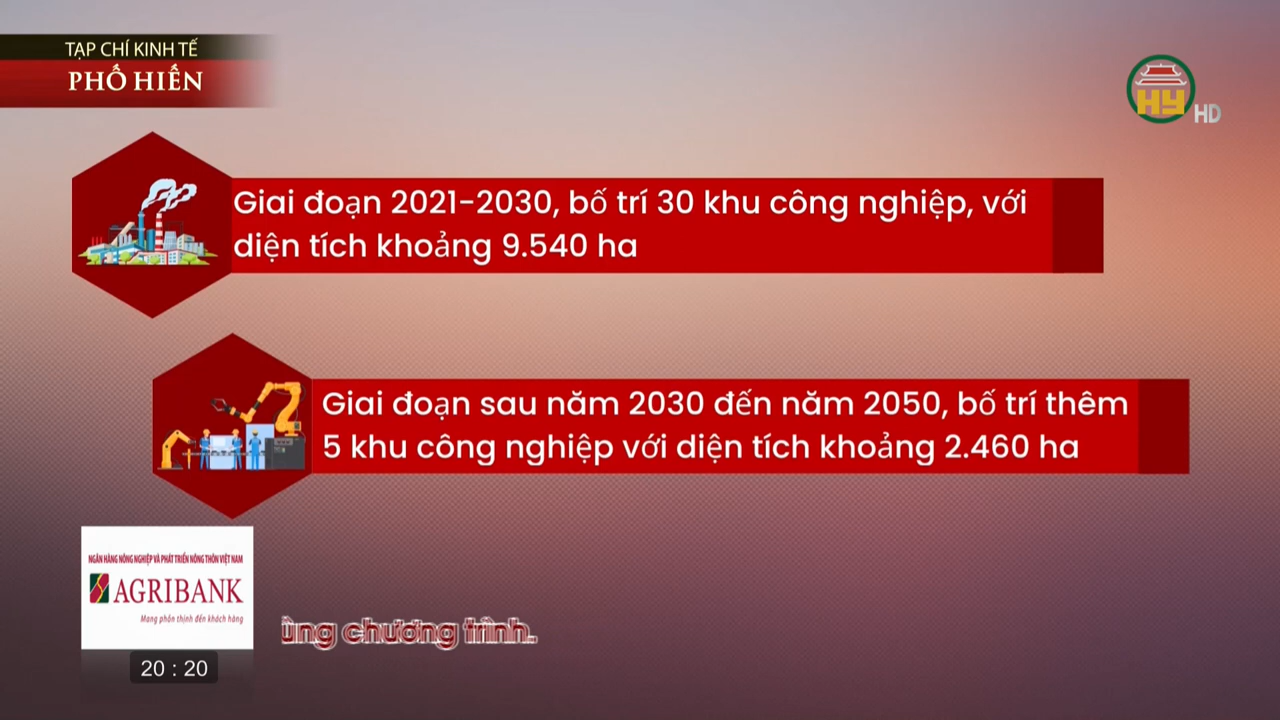 TẠP CHÍ KINH TẾ
PHỐ HIẾN
HY
HD
Giai đoạn 2021-2030, bố trí 30 khu công nghiệp, với
diện tích khoảng 9.540 ha
Giai đoạn sau năm 2030 đến năm 2050, bố trí thêm
5 khu công nghiệp với diện tích khoảng 2.460 ha
NGÂN HÀNG NÔNG NGHIỆP VÀ PHÁT TRIỂN NÔNG THÔN VIỆT NAM
AGRIBANK
Mang phồn thịnh đến khách hàng
chương trình.
20 : 20